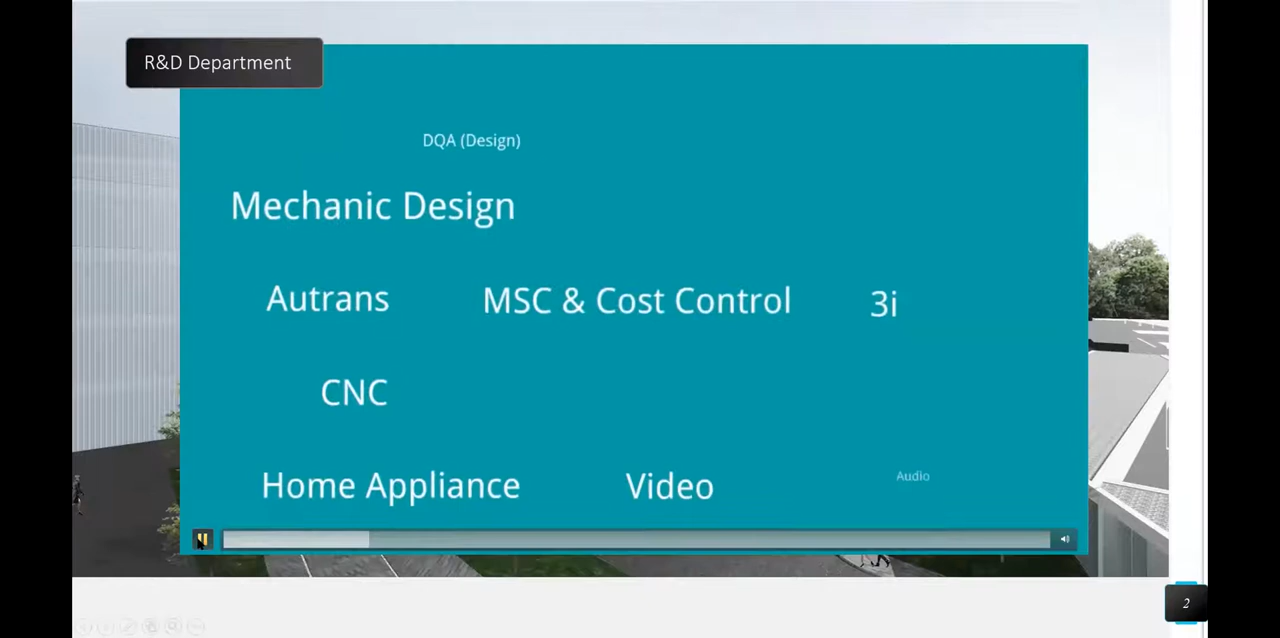 R&D Department
DQA (Design)
Mechanic Design
Autrans
MSC & Cost Control
3i
CNC
Home Appliance
Video
Audio
2